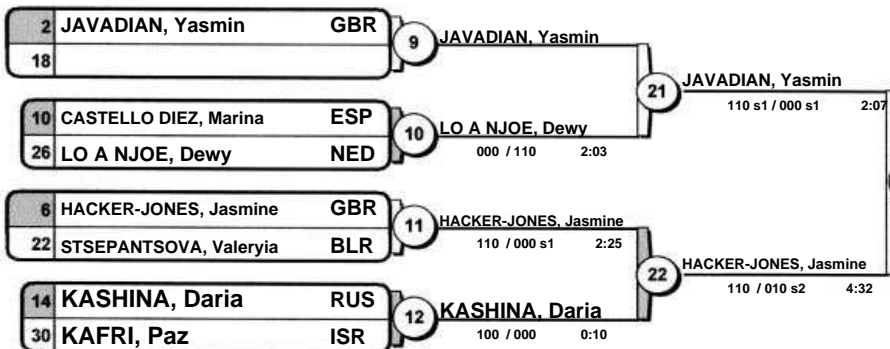 2 JAVADIAN, Yasmin GBR
18
9
JAVADIAN, Yasmin
10 CASTELLO DIEZ, Marina ESP
26 LO A NJOE, Dewy NED
10
LO A NJOE, Dewy
000 / 110 2:03
21
JAVADIAN, Yasmin
110 s1 / 000 s1 2:07
6 HACKER-JONES, Jasmine GBR
22 STSEPANTSOVA, Valeryia BLR
11
HACKER-JONES, Jasmine
110 / 000 s1 2:25
14 KASHINA, Daria RUS
30 KAFRI, Paz ISR
12
KASHINA, Daria
100 / 000 0:10
22
HACKER-JONES, Jasmine
110 / 010 s2 4:32